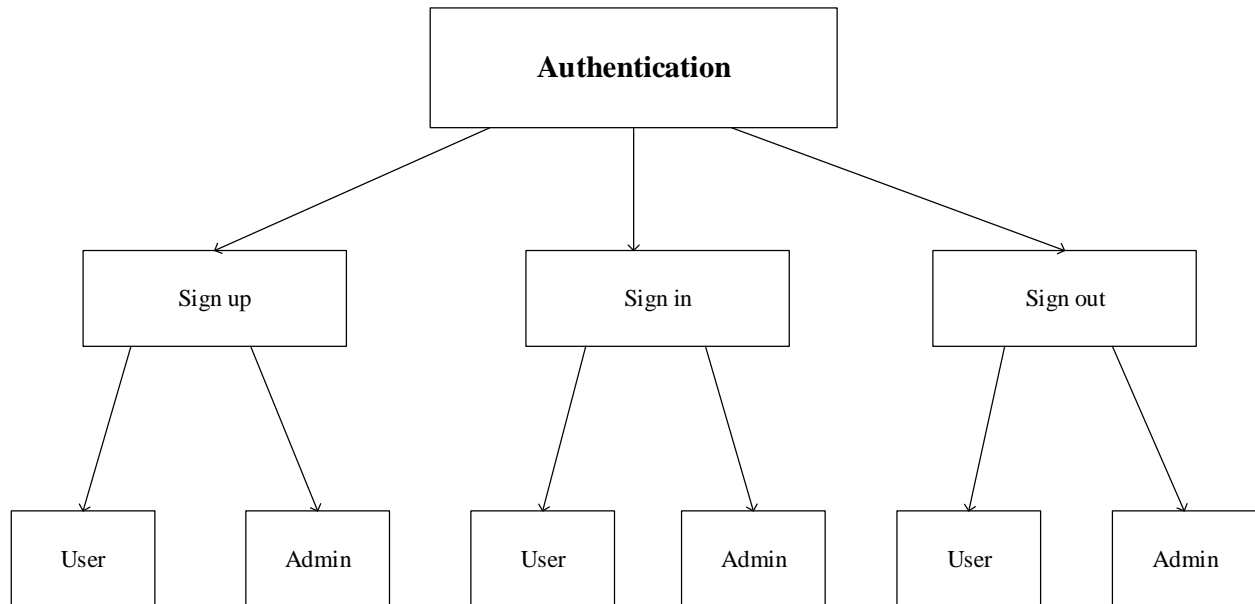 Authentication
Sign up
Sign in
Sign out
User
Admin
User
Admin
User
Admin